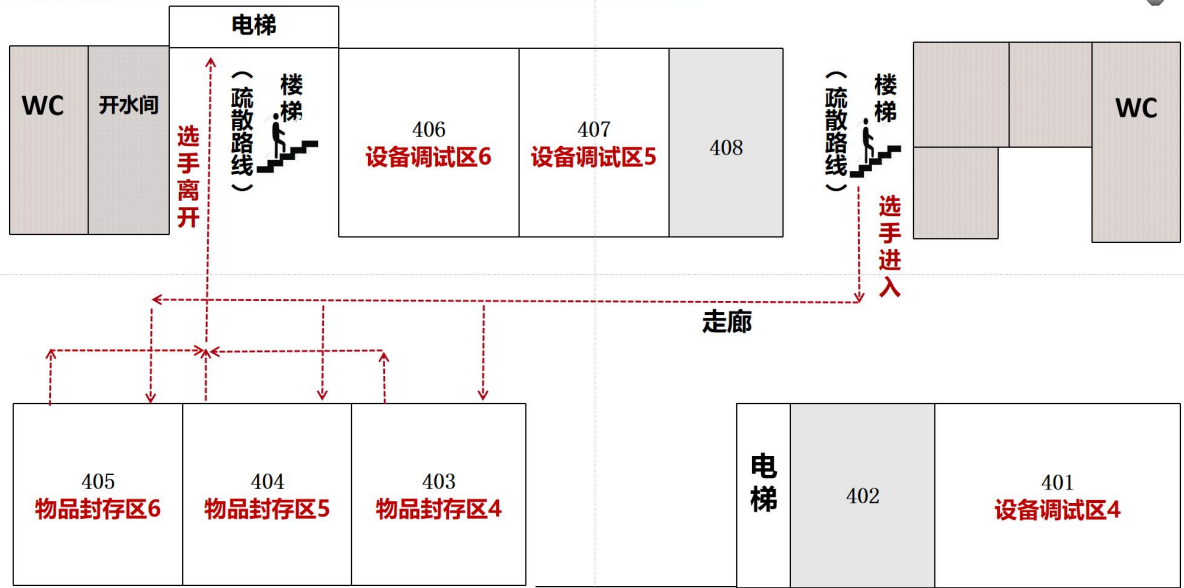 电梯
WC
开水间
选手离开
（疏散路线）
楼梯
406
设备调试区6
407
设备调试区5
408
（疏散路线）
楼梯
选手进入
WC
走廊
405
物品封存区6
404
物品封存区5
403
物品封存区4
电梯
402
401
设备调试区4